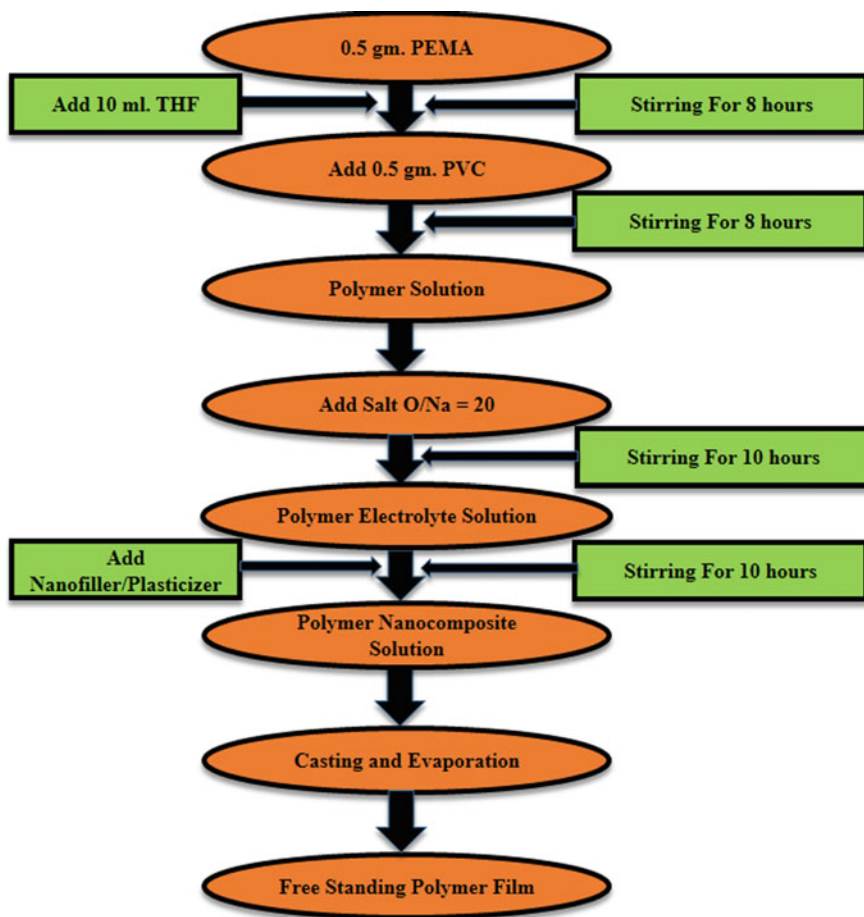 0.5 gm. PEMA
Add 10 ml. THF
Stirring For 8 hours
Add 0.5 gm. PVC
Stirring For 8 hours
Polymer Solution
Add Salt O/Na = 20
Stirring For 10 hours
Polymer Electrolyte Solution
Add
Nanofiller/Plasticizer
Stirring For 10 hours
Polymer Nanocomposite
Solution
Casting and Evaporation
Free Standing Polymer Film